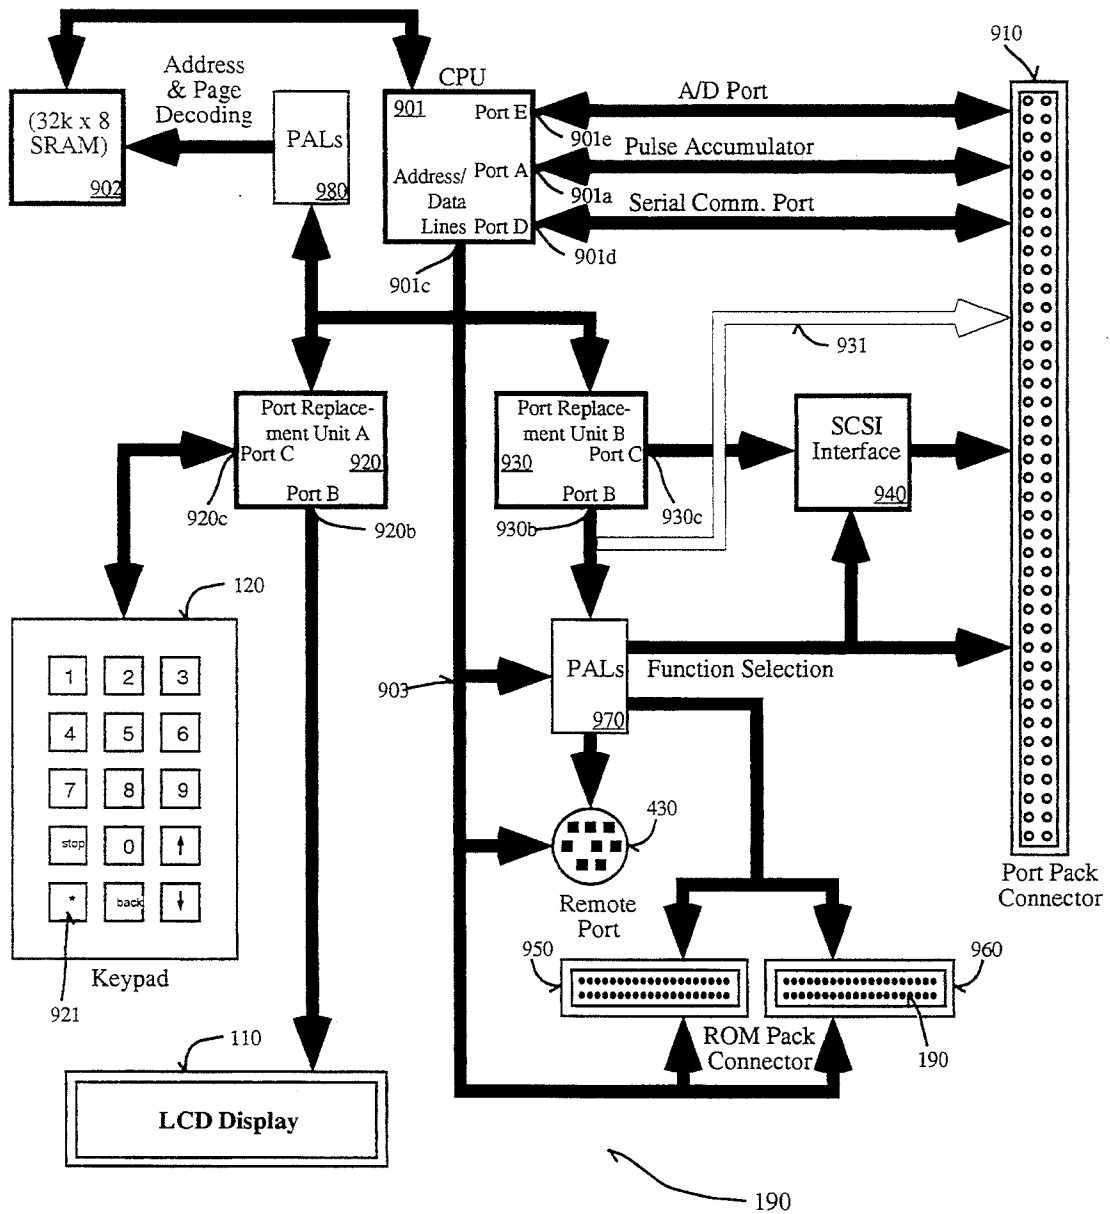 910
Address
& Page
Decoding
CPU
(32k x 8
SRAM)
902
PALs
980
901
Port E
Port A
Port D
Address/
Data
Lines
901e
901a
901d
901c
A/D Port
Pulse Accumulator
Serial Comm. Port
931
Port Replace-
ment Unit A
Port C
920
Port B
920c
920b
Port Replace-
ment Unit B
930
Port C
Port B
930b
930c
SCSI
Interface
940
120
1
2
3
4
5
6
7
8
9
stop
0
*
back
Keypad
921
903
PALs
970
Function Selection
430
Remote
Port
Port Pack
Connector
950
960
ROM Pack
Connector
190
110
LCD Display
190